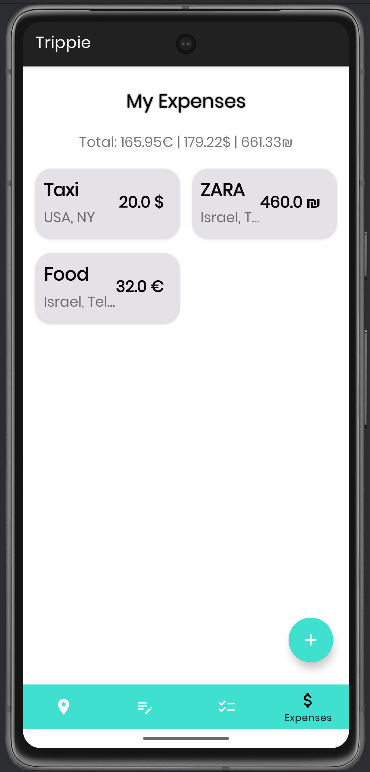 Trippie
My Expenses
Total: 165.95€ | 179.22$ | 661.33₪
Taxi
20.0 $
USA, NY
ZARA
460.0 ₪
Israel, T...
Food
32.0 €
Israel, Tel...
+
$
Expenses